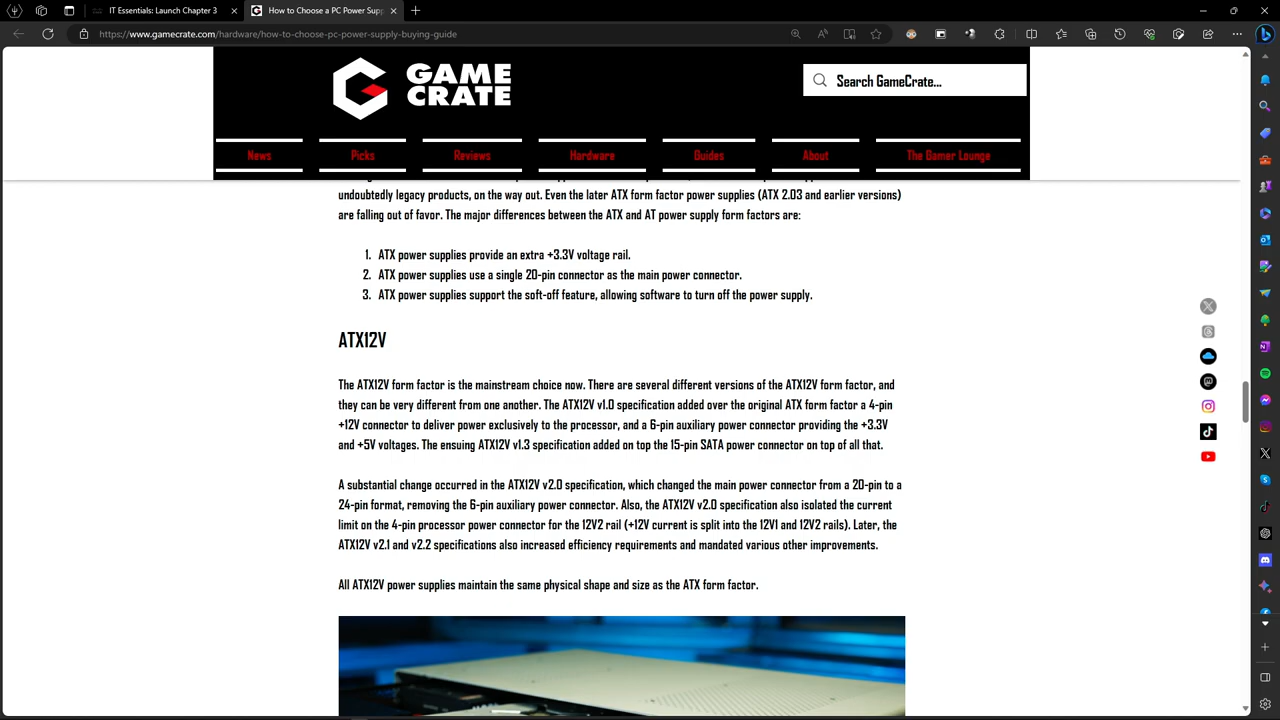 IT Essentials: Launch Chapter 3
How to Choose a PC Power Supp
https://www.gamecrate.com/hardware/how-to-choose-pc-power-supply-buying-guide
GAME
CRATE
Search GameCrate...
News
Picks
Reviews
Hardware
Guides
About
The Gamer Lounge
undoubtedly legacy products, on the way out. Even the later ATX form factor power supplies (ATX 2.03 and earlier versions)
are falling out of favor. The major differences between the ATX and AT power supply form factors are:
1. ATX power supplies provide an extra +3.3V voltage rail.
2. ATX power supplies use a single 20-pin connector as the main power connector.
3. ATX power supplies support the soft-off feature, allowing software to turn off the power supply.
ATX12V
The ATX12V form factor is the mainstream choice now. There are several different versions of the ATX12V form factor, and
they can be very different from one another. The ATX12V v1.0 specification added over the original ATX form factor a 4-pin
+12V connector to deliver power exclusively to the processor, and a 6-pin auxiliary power connector providing the +3.3V
and +5V voltages. The ensuing ATX12V v1.3 specification added on top the 15-pin SATA power connector on top of all that.
A substantial change occurred in the ATX12V v2.0 specification, which changed the main power connector from a 20-pin to a
24-pin format, removing the 6-pin auxiliary power connector. Also, the ATX12V v2.0 specification also isolated the current
limit on the 4-pin processor power connector for the 12V2 rail (+12V current is split into the 12V1 and 12V2 rails). Later, the
ATX12V v2.1 and v2.2 specifications also increased efficiency requirements and mandated various other improvements.
All ATX12V power supplies maintain the same physical shape and size as the ATX form factor.